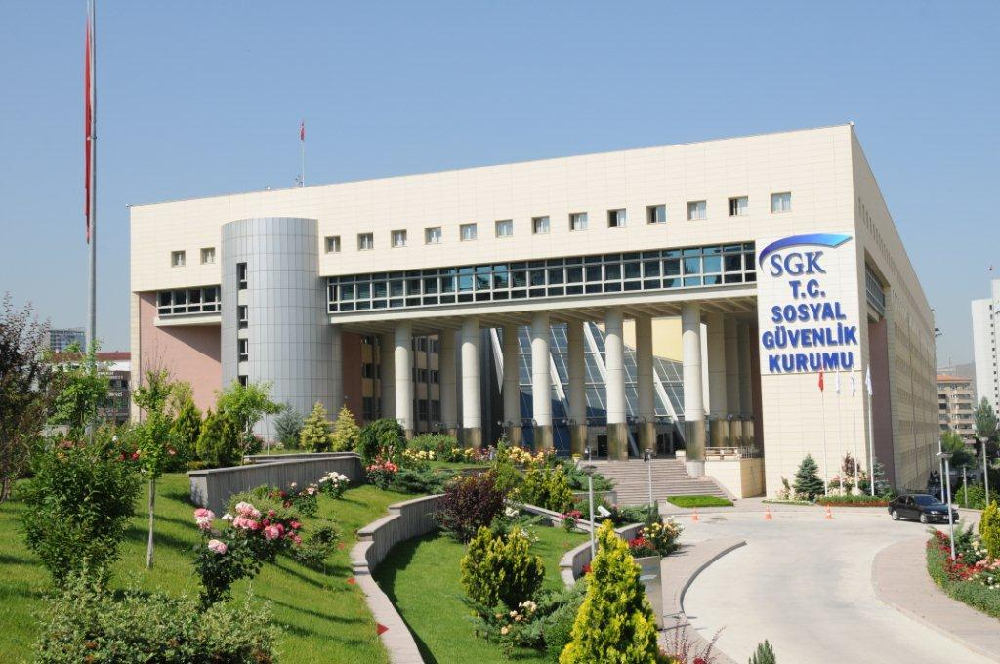 SGK
T.C.
SOSYAL
GÜVENLİK
KURUMU